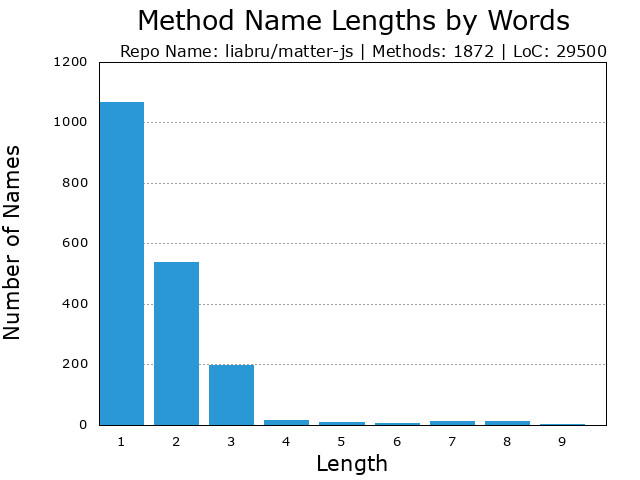 Method Name Lengths by Words
Repo Name: liabru/matter-js | Methods: 1872 | LoC: 29500
Number of Names
1200
1000
800
600
400
200
0
1 2 3 4 5 6 7 8 9
Length